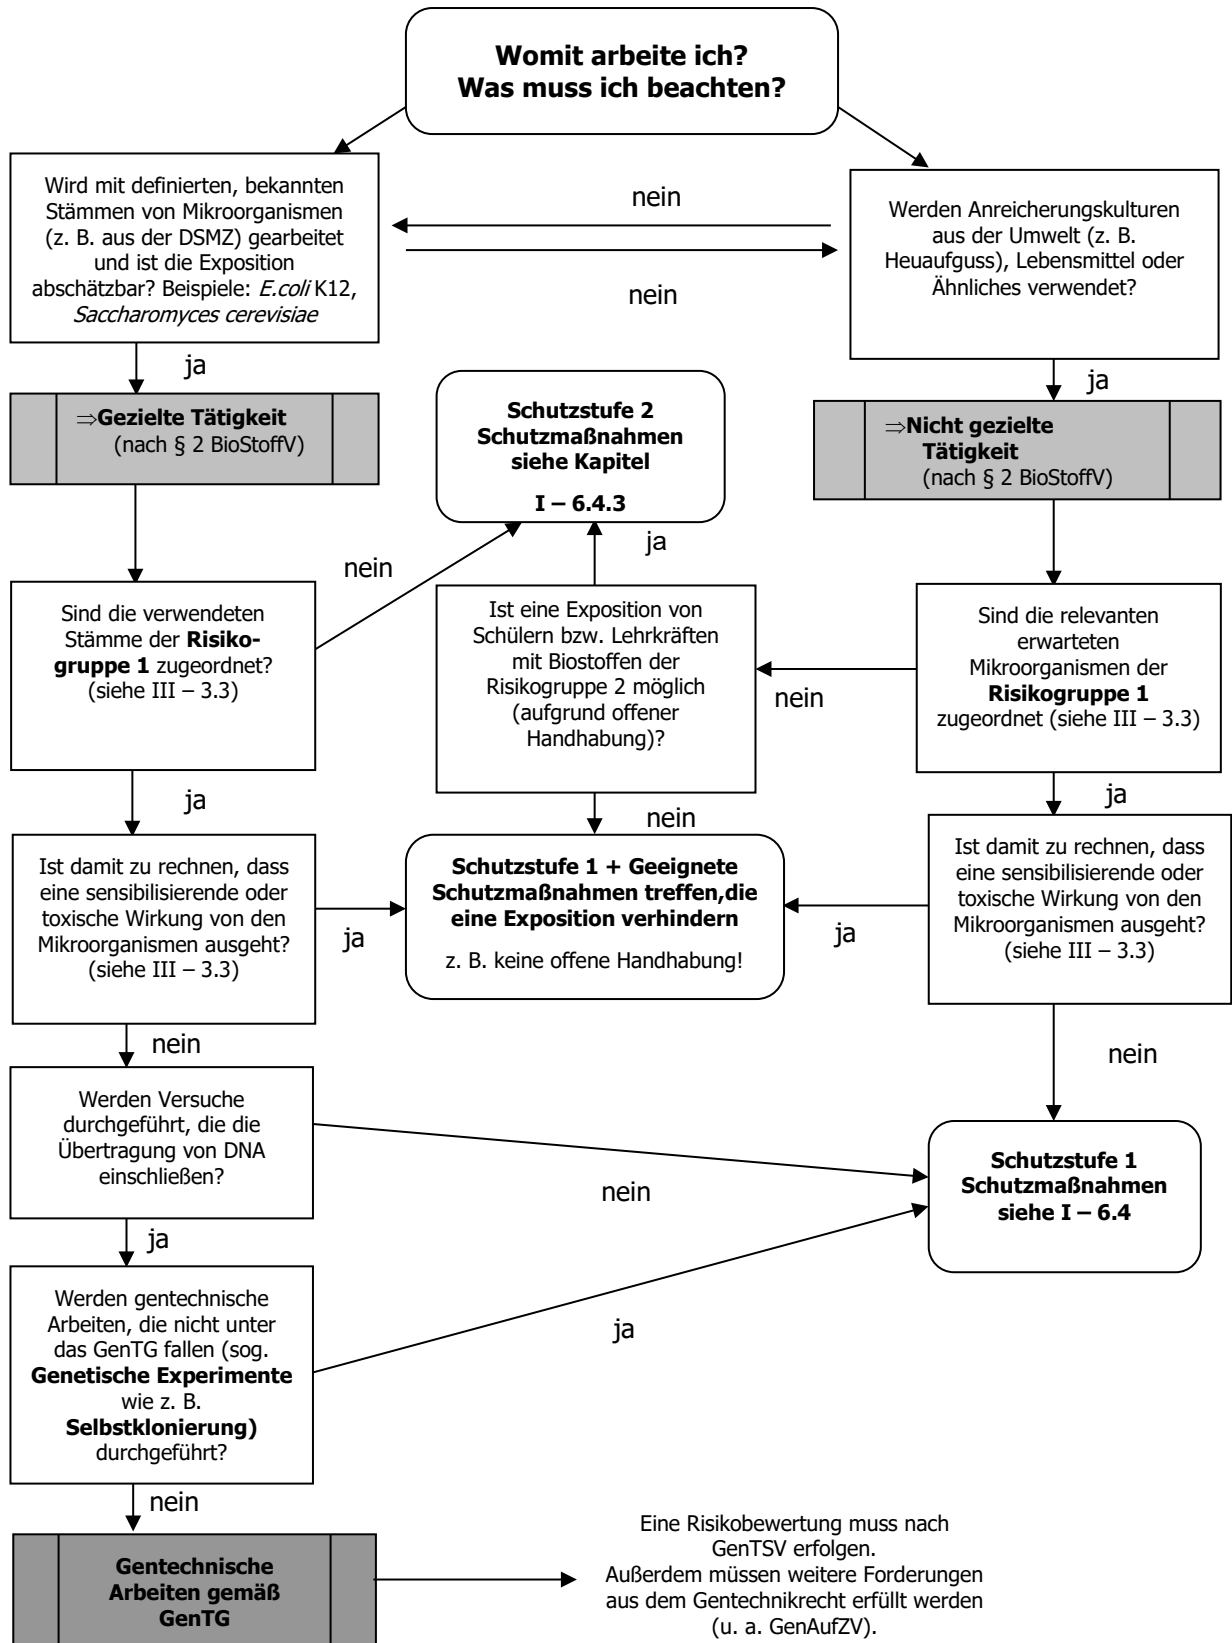 Womit arbeite ich?
Was muss ich beachten?
Wird mit definierten, bekannten
Stämmen von Mikroorganismen
(z. B. aus der DSMZ) gearbeitet
und ist die Exposition
abschätzbar? Beispiele: E.coli K12,
Saccharomyces cerevisiae
nein
nein
Werden Anreicherungskulturen
aus der Umwelt (z. B.
Heuaufguss), Lebensmittel oder
Ähnliches verwendet?
ja
ja
⇒Gezielte Tätigkeit
(nach § 2 BioStoffV)
Schutzstufe 2
Schutzmaßnahmen
siehe Kapitel
I – 6.4.3
⇒Nicht gezielte
Tätigkeit
(nach § 2 BioStoffV)
nein
ja
Sind die verwendeten
Stämme der Risiko-
gruppe 1 zugeordnet?
(siehe III – 3.3)
Ist eine Exposition von
Schülern bzw. Lehrkräften
mit Biostoffen der
Risikogruppe 2 möglich
(aufgrund offener
Handhabung)?
nein
Sind die relevanten
erwarteten
Mikroorganismen der
Risikogruppe 1
zugeordnet (siehe III – 3.3)
ja
nein
ja
Ist damit zu rechnen, dass
eine sensibilisierende oder
toxische Wirkung von den
Mikroorganismen ausgeht?
(siehe III – 3.3)
ja
Schutzstufe 1 + Geeignete
Schutzmaßnahmen treffen,die
eine Exposition verhindern
z. B. keine offene Handhabung!
ja
Ist damit zu rechnen, dass
eine sensibilisierende oder
toxische Wirkung von den
Mikroorganismen ausgeht?
(siehe III – 3.3)
nein
nein
Werden Versuche
durchgeführt, die die
Übertragung von DNA
einschließen?
nein
Schutzstufe 1
Schutzmaßnahmen
siehe I – 6.4
ja
Werden gentechnische
Arbeiten, die nicht unter
das GenTG fallen (sog.
Genetische Experimente
wie z. B.
Selbstklonierung)
durchgeführt?
ja
nein
Gentechnische
Arbeiten gemäß
GenTG
Eine Risikobewertung muss nach
GenTSV erfolgen.
Außerdem müssen weitere Forderungen
aus dem Gentechnikrecht erfüllt werden
(u. a. GenAufZV).